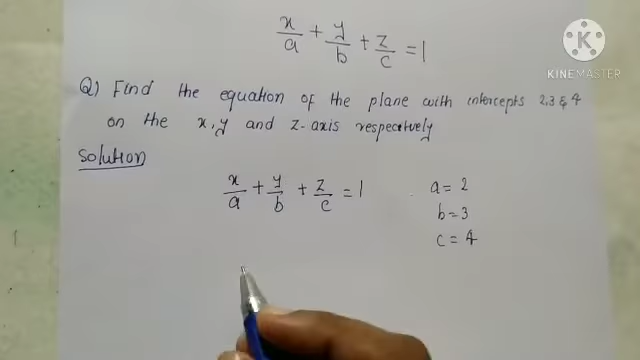 x/a + y/b + z/c = 1
KINEMASTER
Q) Find the equation of the plane with intercepts 2,3 & 4
on the x,y and z-axis respectively
Solution
x/a + y/b + z/c = 1
a = 2
b = 3
c = 4